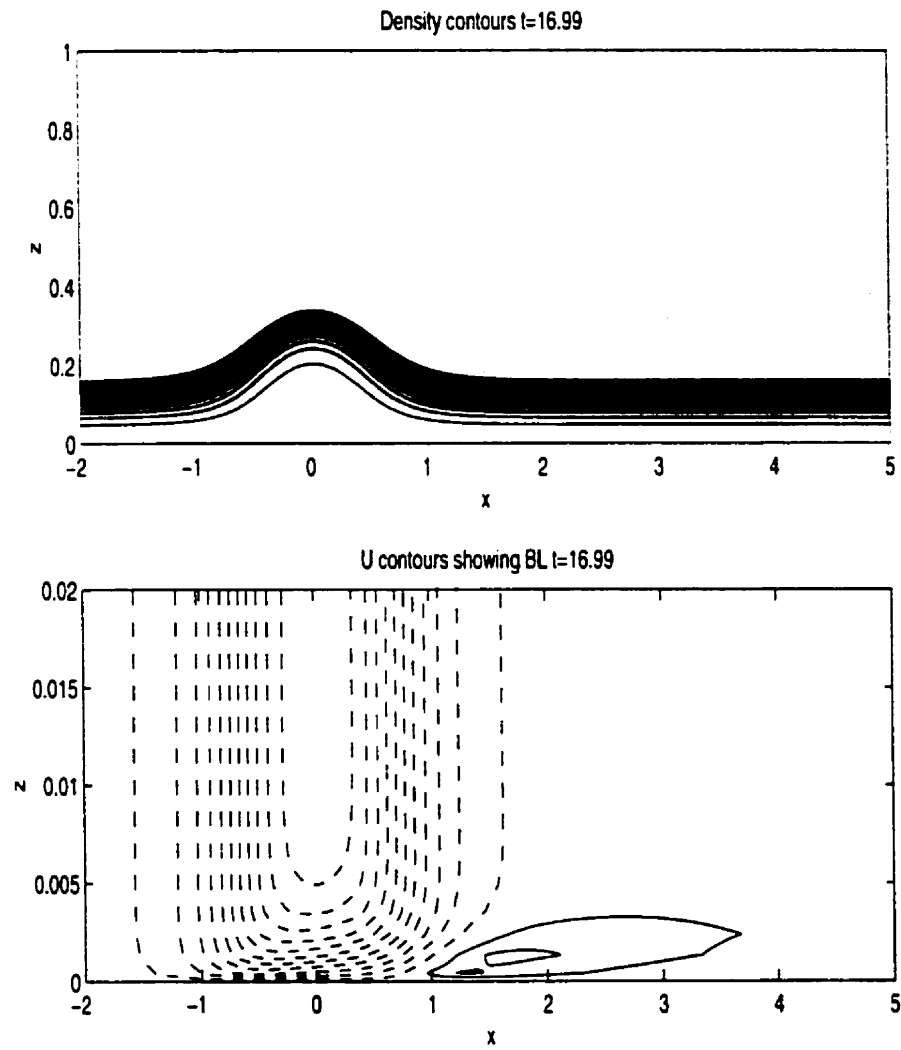 Density contours t=16.99
1
0.8
0.6
z
0.4
0.2
0
-2 -1 0 1 2 3 4 5
x
U contours showing BL t=16.99
0.02
0.015
z
0.01
0.005
0
-2 -1 0 1 2 3 4 5
x